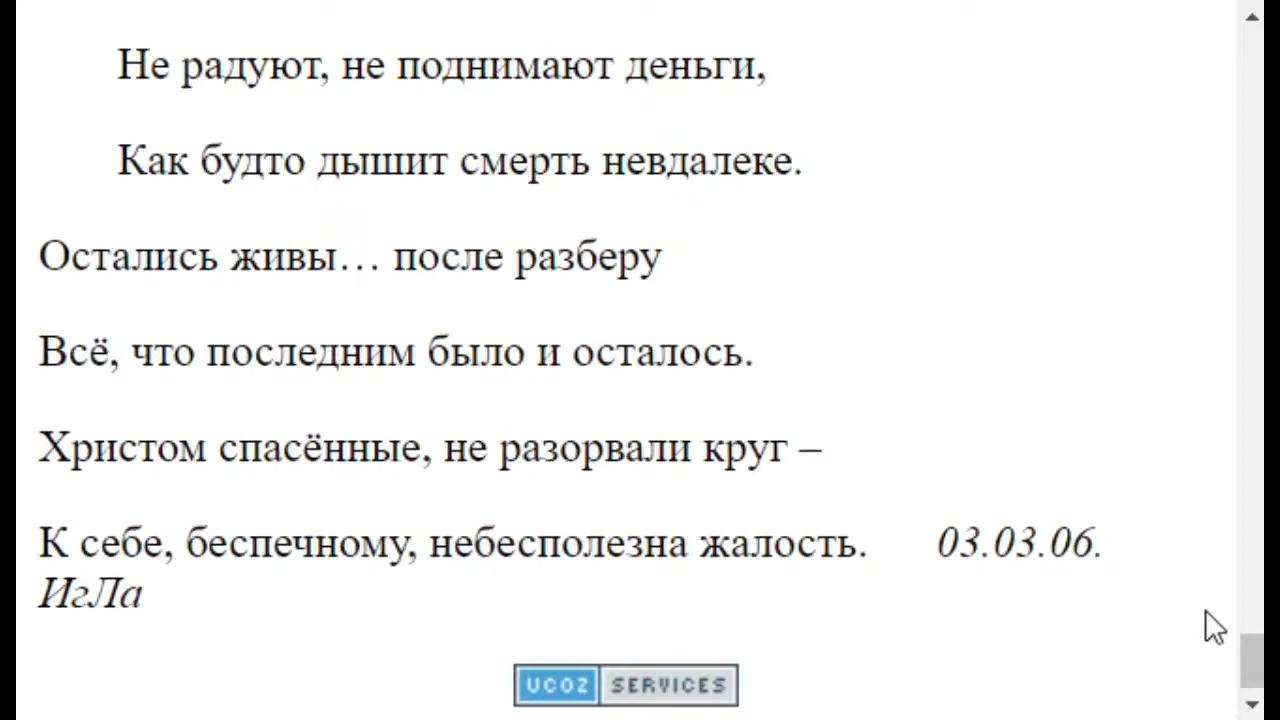 Не радуют, не поднимают деньги,
Как будто дышит смерть невдалеке.
Остались живы… после разберу
Всё, что последним было и осталось.
Христом спасённые, не разорвали круг –
К себе, беспечному, небесполезна жалость. 03.03.06.
ИгЛа
UCOZ SERVICES